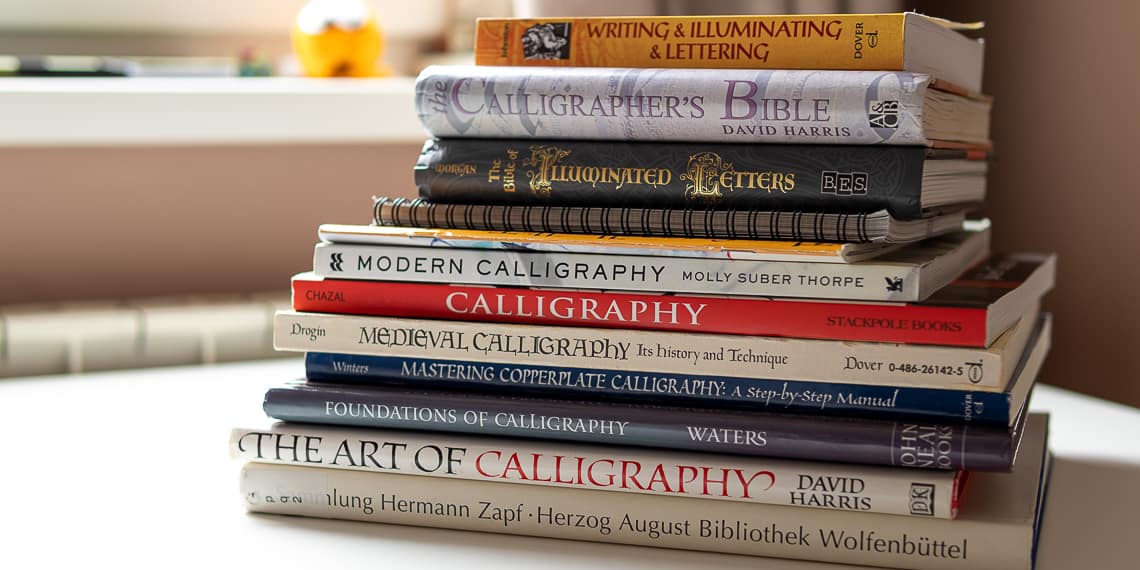 Johnston
WRITING & ILLUMINATING
& LETTERING
DOVER
the CALLIGRAPHER'S BIBLE
DAVID HARRIS
A&C B
MORGAN
The Bible of ILLUMINATED LETTERS
B.E.S.
MODERN CALLIGRAPHY MOLLY SUBER THORPE
CHAZAL CALLIGRAPHY STACKPOLE BOOKS
Drogin MEDIEVAL CALLIGRAPHY Its History and Technique Dover 0-486-26142-5
Winters MASTERING COPPERPLATE CALLIGRAPHY: A Step-by-Step Manual DOVER
FOUNDATIONS OF CALLIGRAPHY WATERS
JOHN
NEAL
BOOKS
THE ART OF CALLIGRAPHY
DAVID
HARRIS
DK
Sammlung Hermann Zapf · Herzog August Bibliothek Wolfenbüttel